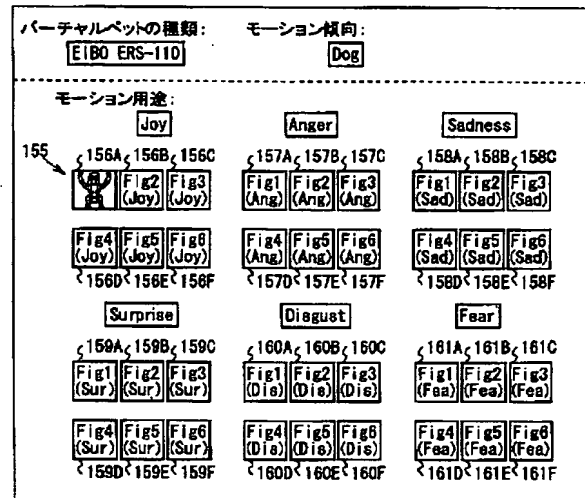 バーチャルペットの種類: モーション傾向:
EIBO ERS-110 Dog
モーション用途:
Joy Anger Sadness
155
156A 156B 156C 157A 157B 157C 158A 158B 158C
Fig2 Fig3 Fig1 Fig2 Fig3 Fig1 Fig2 Fig3
(Joy) (Joy) (Ang) (Ang) (Ang) (Sad) (Sad) (Sad)
Fig4 Fig5 Fig6 Fig4 Fig5 Fig6 Fig4 Fig5 Fig6
(Joy) (Joy) (Joy) (Ang) (Ang) (Ang) (Sad) (Sad) (Sad)
156D 156E 156F 157D 157E 157F 158D 158E 158F
Surprise Disgust Fear
159A 159B 159C 160A 160B 160C 161A 161B 161C
Fig1 Fig2 Fig3 Fig1 Fig2 Fig3 Fig1 Fig2 Fig3
(Sur) (Sur) (Sur) (Dis) (Dis) (Dis) (Fea) (Fea) (Fea)
Fig4 Fig5 Fig6 Fig4 Fig5 Fig6 Fig4 Fig5 Fig6
(Sur) (Sur) (Sur) (Dis) (Dis) (Dis) (Fea) (Fea) (Fea)
159D 159E 159F 160D 160E 160F 161D 161E 161F